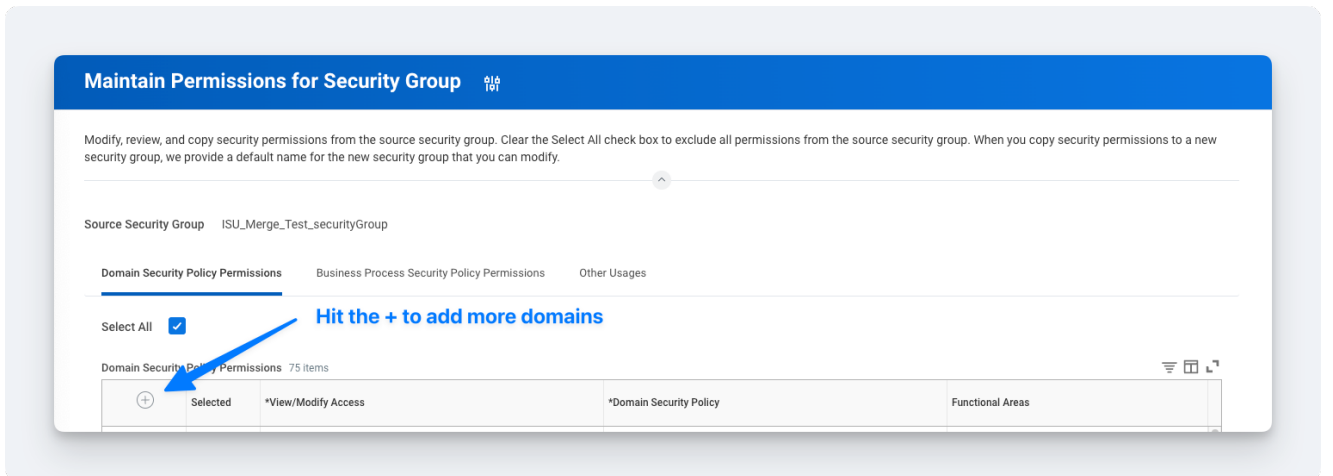 Maintain Permissions for Security Group
Modify, review, and copy security permissions from the source security group. Clear the Select All check box to exclude all permissions from the source security group. When you copy security permissions to a new
security group, we provide a default name for the new security group that you can modify.
Source Security Group ISU_Merge_Test_securityGroup
Domain Security Policy Permissions Business Process Security Policy Permissions Other Usages
Hit the + to add more domains
Select All
Domain Security Policy Permissions 75 items
Selected *View/Modify Access *Domain Security Policy Functional Areas